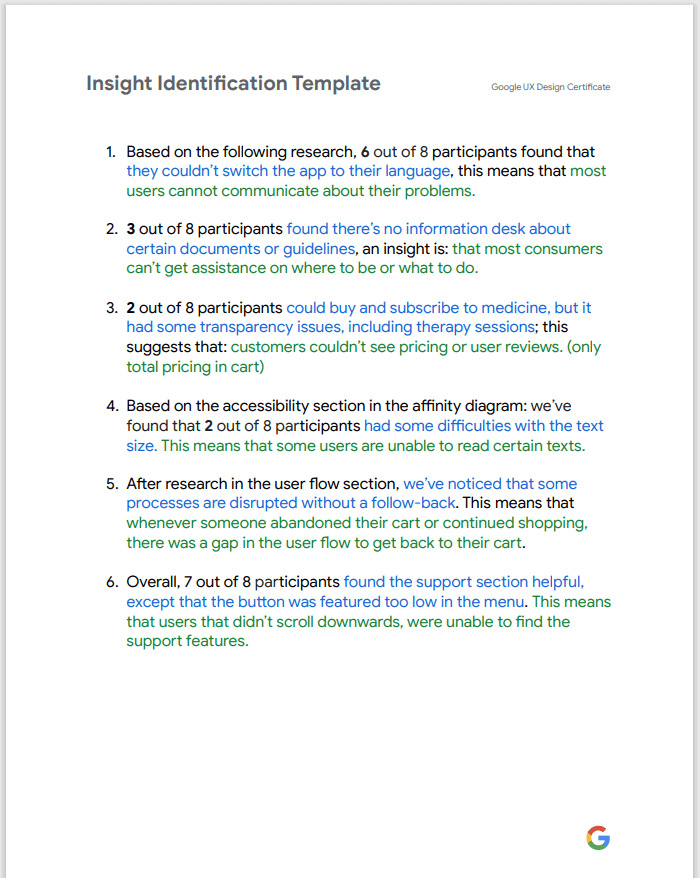 Insight Identification Template
Google UX Design Certificate
1. Based on the following research, 6 out of 8 participants found that
they couldn't switch the app to their language, this means that most
users cannot communicate about their problems.
2. 3 out of 8 participants found there's no information desk about
certain documents or guidelines, an insight is: that most consumers
can't get assistance on where to be or what to do.
3. 2 out of 8 participants could buy and subscribe to medicine, but it
had some transparency issues, including therapy sessions; this
suggests that: customers couldn't see pricing or user reviews. (only
total pricing in cart)
4. Based on the accessibility section in the affinity diagram: we've
found that 2 out of 8 participants had some difficulties with the text
size. This means that some users are unable to read certain texts.
5. After research in the user flow section, we've noticed that some
processes are disrupted without a follow-back. This means that
whenever someone abandoned their cart or continued shopping,
there was a gap in the user flow to get back to their cart.
6. Overall, 7 out of 8 participants found the support section helpful,
except that the button was featured too low in the menu. This means
that users that didn't scroll downwards, were unable to find the
support features.
G